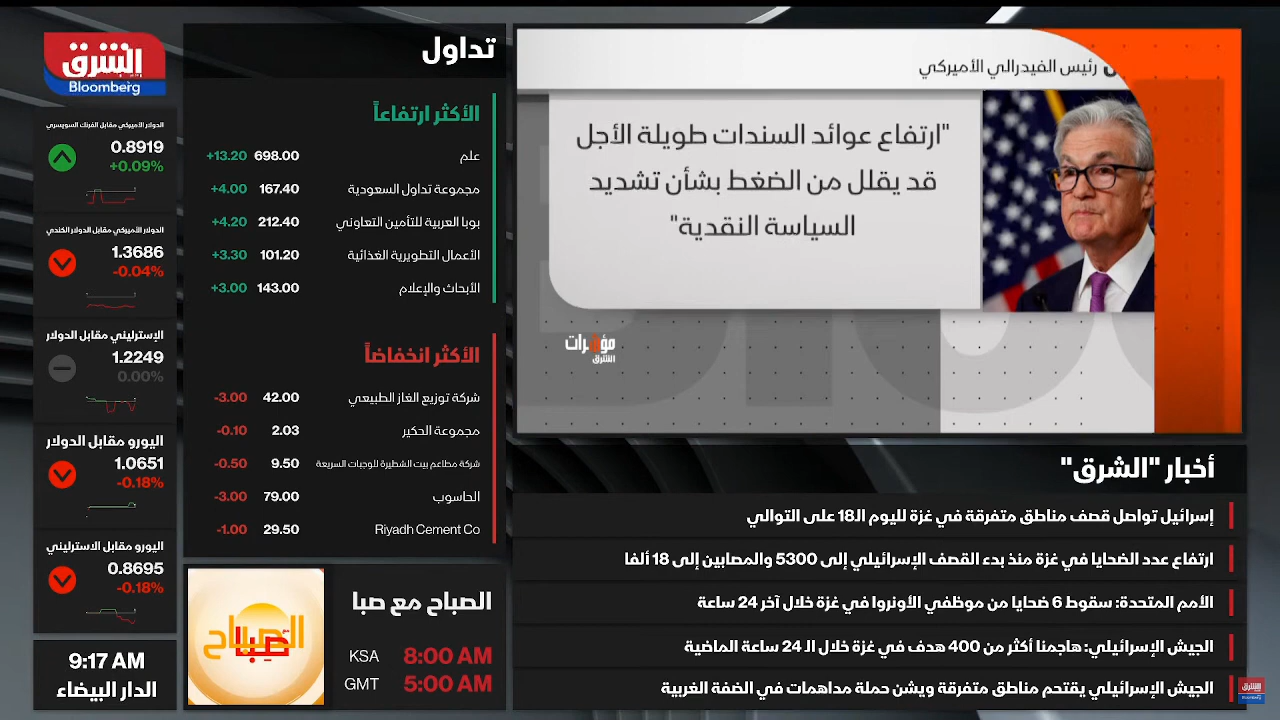 رئيس الفيدرالي الأميركي
"ارتفاع عوائد السندات طويلة الأجل
قد يقلل من الضغط بشأن تشديد
السياسة النقدية"
مؤشرات
الشرق
أخبار "الشرق"
إسرائيل تواصل قصف مناطق متفرقة في غزة لليوم الـ18 على التوالي
ارتفاع عدد الضحايا في غزة منذ بدء القصف الإسرائيلي إلى 5300 والمصابين إلى 18 ألفا
الأمم المتحدة: سقوط 6 ضحايا من موظفي الأونروا في غزة خلال آخر 24 ساعة
الجيش الإسرائيلي: هاجمنا أكثر من 400 هدف في غزة خلال الـ 24 ساعة الماضية
الجيش الإسرائيلي يقتحم مناطق متفرقة ويشن حملة مداهمات في الضفة الغربية
الشرق
Bloomberg
تداول
الأكثر ارتفاعاً
علم 698.00 +13.20
مجموعة تداول السعودية 167.40 +4.00
بوبا العربية للتأمين التعاوني 212.40 +4.20
الأعمال التطويرية الغذائية 101.20 +3.30
الأبحاث والإعلام 143.00 +3.00
الأكثر انخفاضاً
شركة توزيع الغاز الطبيعي 42.00 -3.00
مجموعة الحكير 2.03 -0.10
شركة مطاعم بيت الشطيرة للوجبات السريعة 9.50 -0.50
الحاسوب 79.00 -3.00
Riyadh Cement Co 29.50 -1.00
الصباح مع صبا
KSA 8:00 AM
GMT 5:00 AM
الصباح
مع صبا
الشرق
Bloomberg
الدولار الأميركي مقابل الفرنك السويسري
0.8919
+0.09%
الدولار الأميركي مقابل الدولار الكندي
1.3686
-0.04%
الإسترليني مقابل الدولار
1.2249
0.00%
اليورو مقابل الدولار
1.0651
-0.18%
اليورو مقابل الاسترليني
0.8695
-0.18%
9:17 AM
الدار البيضاء